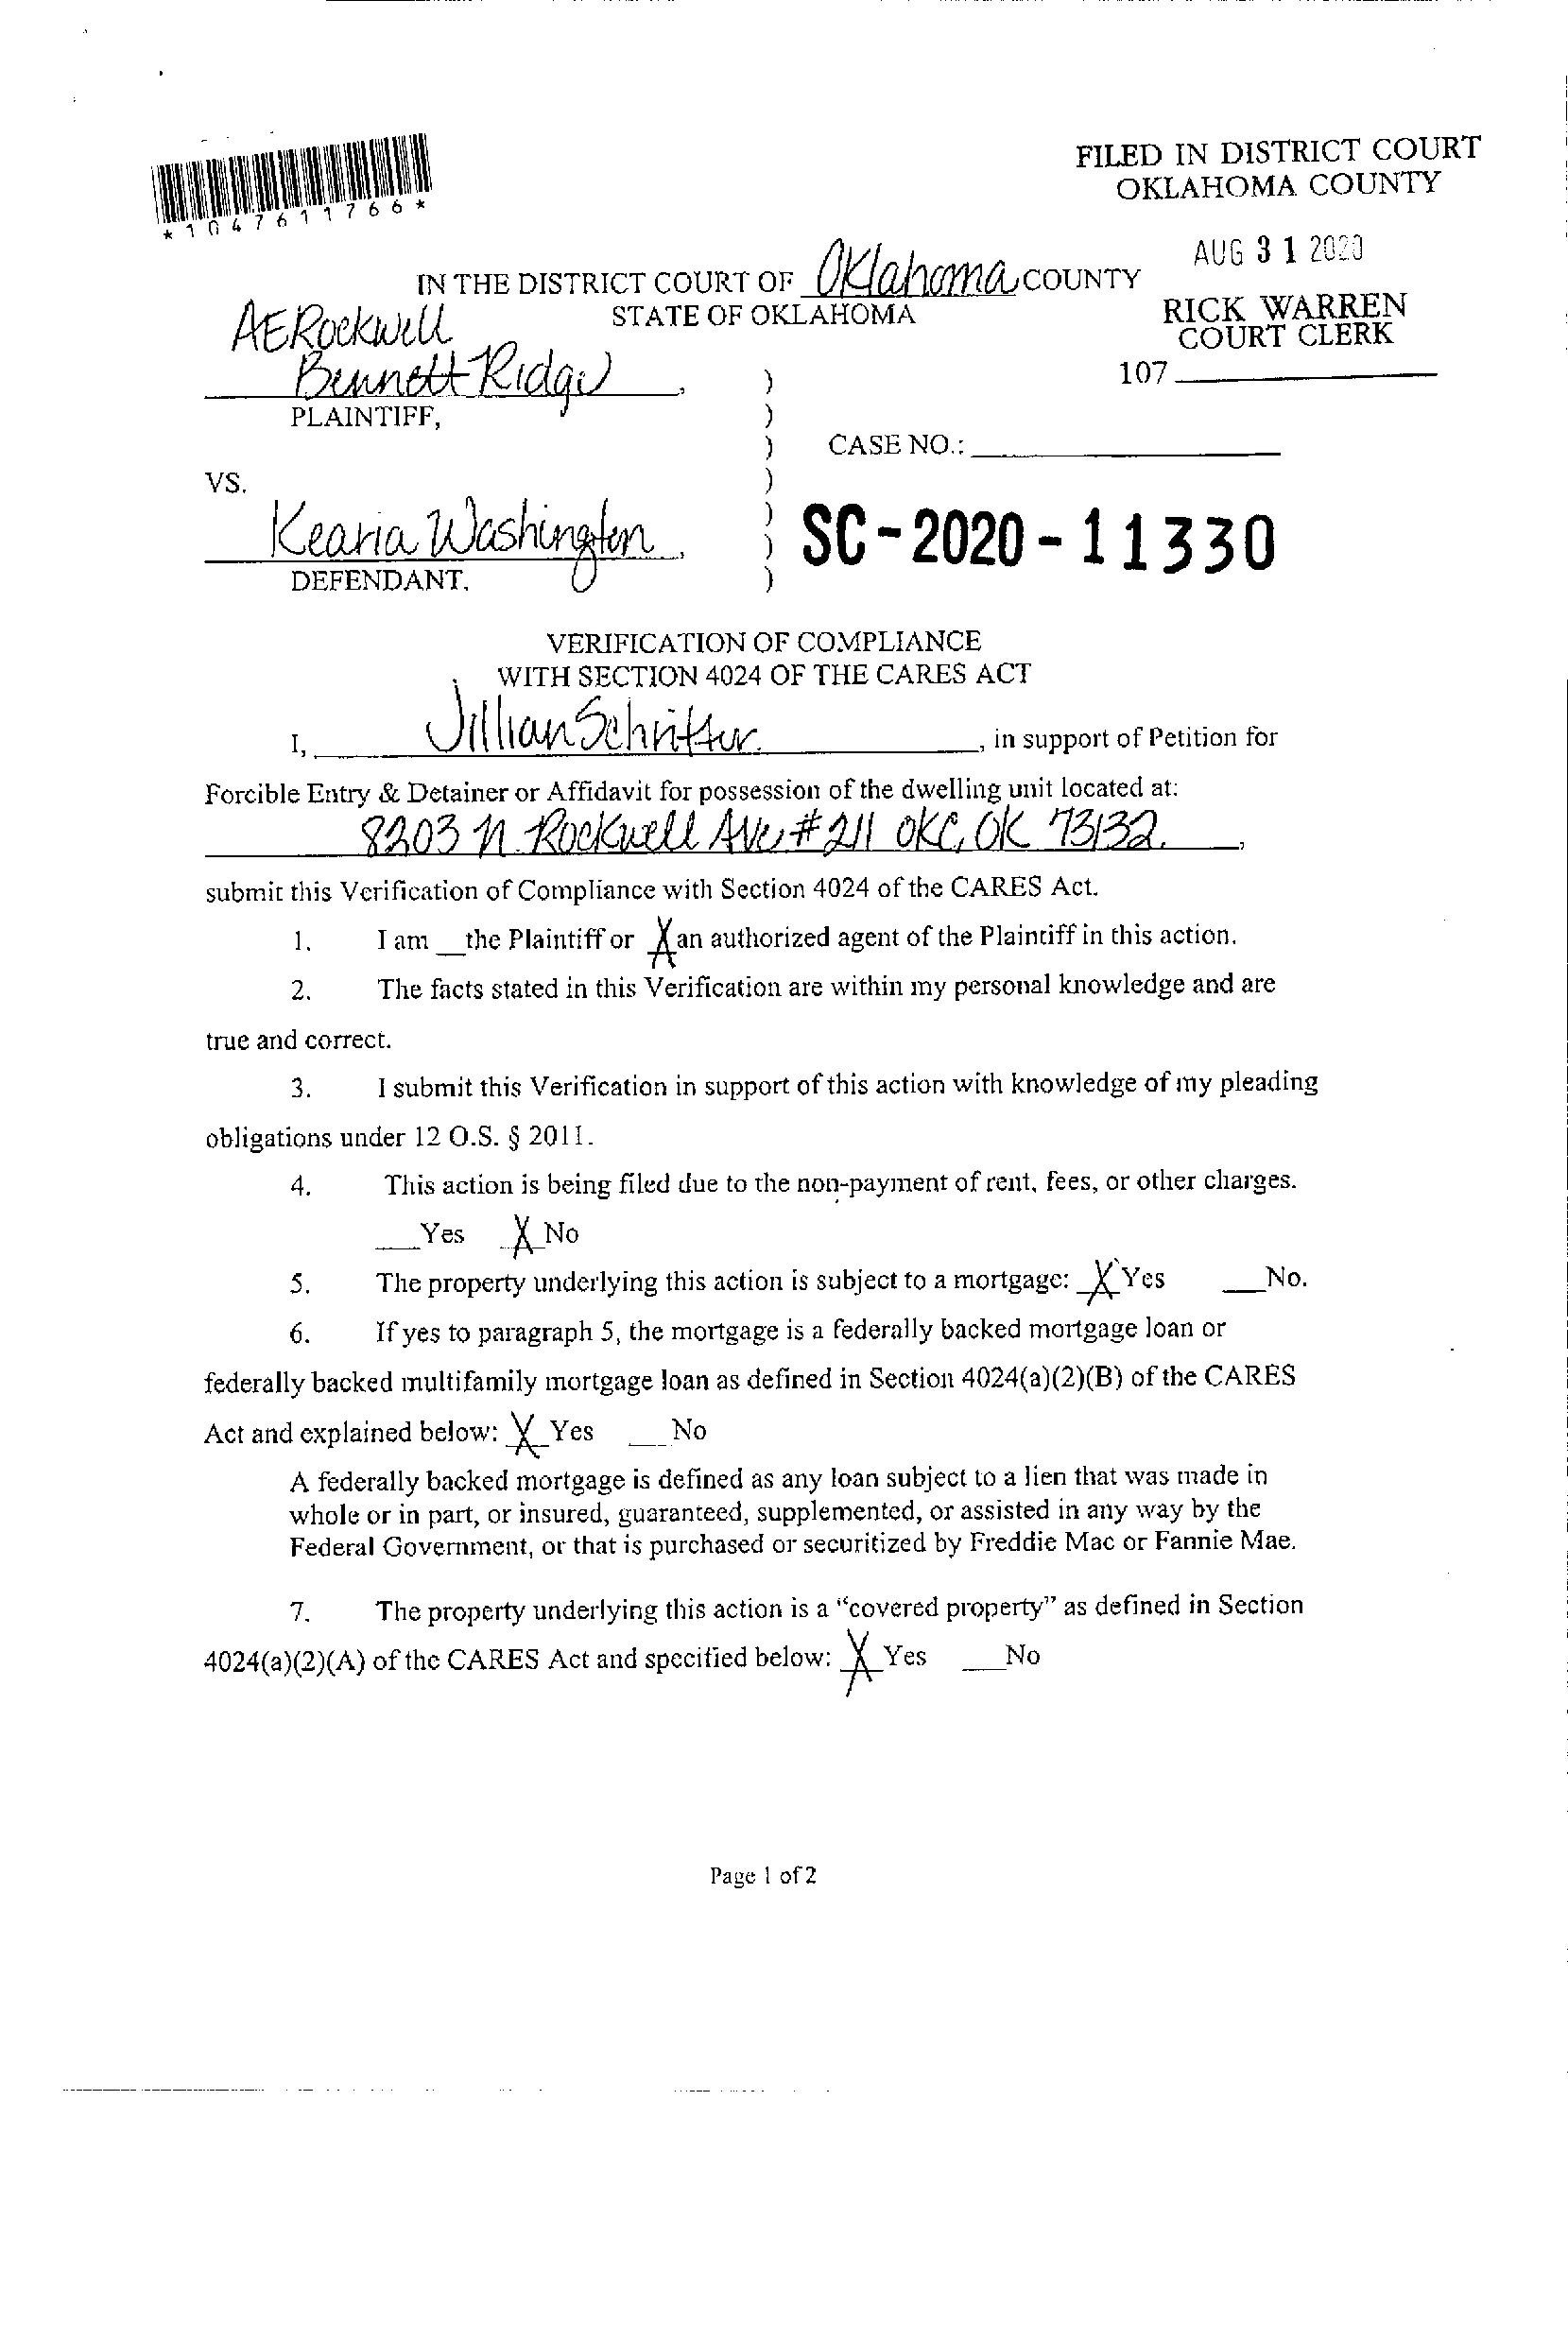 *1047611766*
FILED IN DISTRICT COURT
OKLAHOMA COUNTY
AUG 31 2020
RICK WARREN
COURT CLERK
107
IN THE DISTRICT COURT OF Oklahoma COUNTY
STATE OF OKLAHOMA
AERockwell
Bennett Ridge,
PLAINTIFF,
)
)
)
)
)
)
)
CASE NO.:
VS.
Kearia Washington,
SC-2020-11330
DEFENDANT.
VERIFICATION OF COMPLIANCE
WITH SECTION 4024 OF THE CARES ACT
I, Jillian Schritter, in support of Petition for
Forcible Entry & Detainer or Affidavit for possession of the dwelling unit located at:
8203 N. Rockwell Ave #211 OKC, OK 73132.,
submit this Verification of Compliance with Section 4024 of the CARES Act.
1. I am __the Plaintiff or X an authorized agent of the Plaintiff in this action.
2. The facts stated in this Verification are within my personal knowledge and are
true and correct.
3. I submit this Verification in support of this action with knowledge of my pleading
obligations under 12 O.S. § 2011.
4. This action is being filed due to the non-payment of rent, fees, or other charges.
___Yes X No
5. The property underlying this action is subject to a mortgage: X Yes ___No.
6. If yes to paragraph 5, the mortgage is a federally backed mortgage loan or
federally backed multifamily mortgage loan as defined in Section 4024(a)(2)(B) of the CARES
Act and explained below: X Yes ___No
A federally backed mortgage is defined as any loan subject to a lien that was made in
whole or in part, or insured, guaranteed, supplemented, or assisted in any way by the
Federal Government, or that is purchased or securitized by Freddie Mac or Fannie Mae.
7. The property underlying this action is a "covered property" as defined in Section
4024(a)(2)(A) of the CARES Act and specified below: X Yes ___No
Page 1 of 2